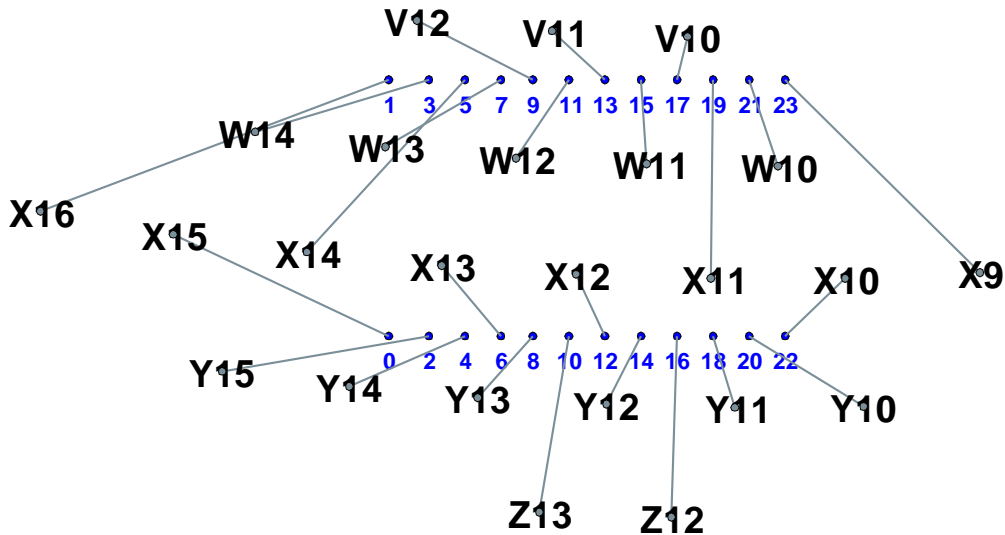 V12 V11 V10
1 3 5 7 9 11 13 15 17 19 21 23
W14 W13 W12 W11 W10
X16 X15 X14 X13 X12 X11 X10 X9
0 2 4 6 8 10 12 14 16 18 20 22
Y15 Y14 Y13 Y12 Y11 Y10
Z13 Z12